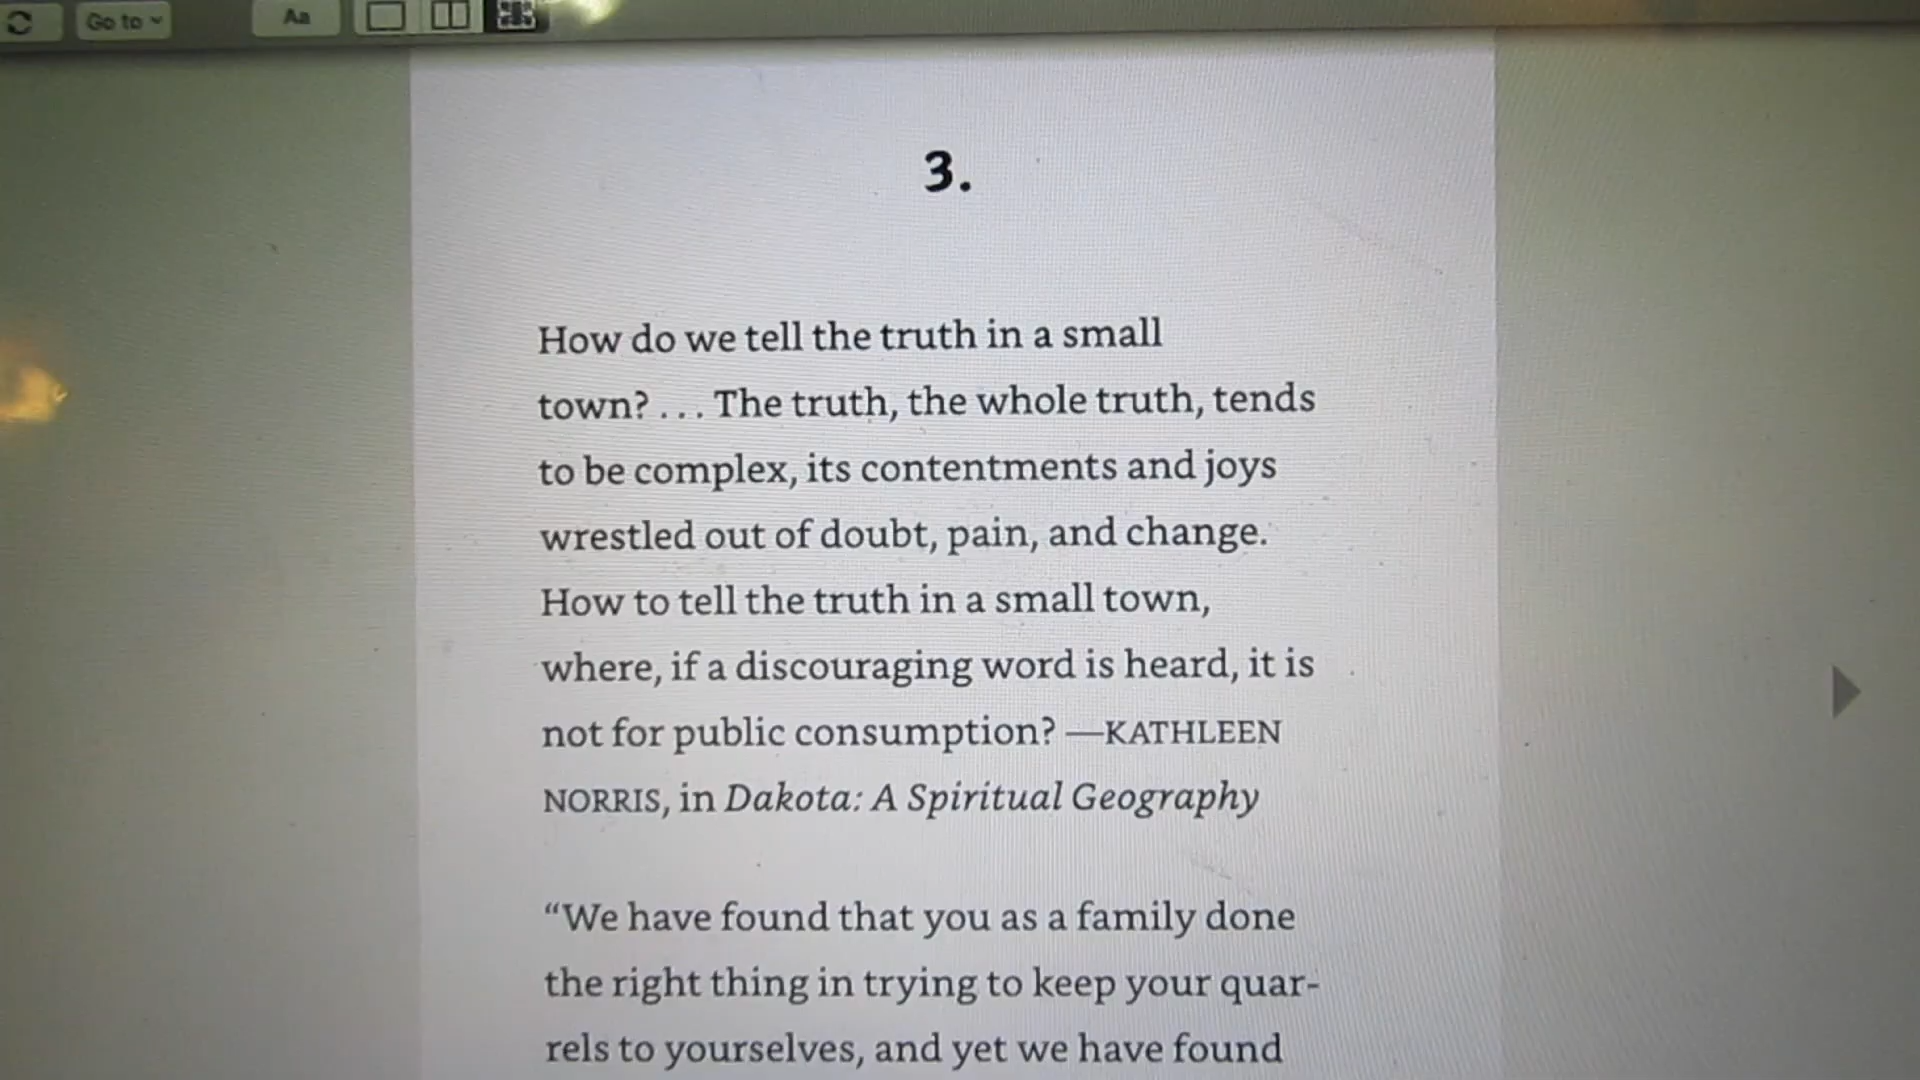 Go to
Aa
3.
How do we tell the truth in a small
town? . . . The truth, the whole truth, tends
to be complex, its contentments and joys
wrestled out of doubt, pain, and change.
How to tell the truth in a small town,
where, if a discouraging word is heard, it is
not for public consumption? —KATHLEEN
NORRIS, in Dakota: A Spiritual Geography
“We have found that you as a family done
the right thing in trying to keep your quar-
rels to yourselves, and yet we have found